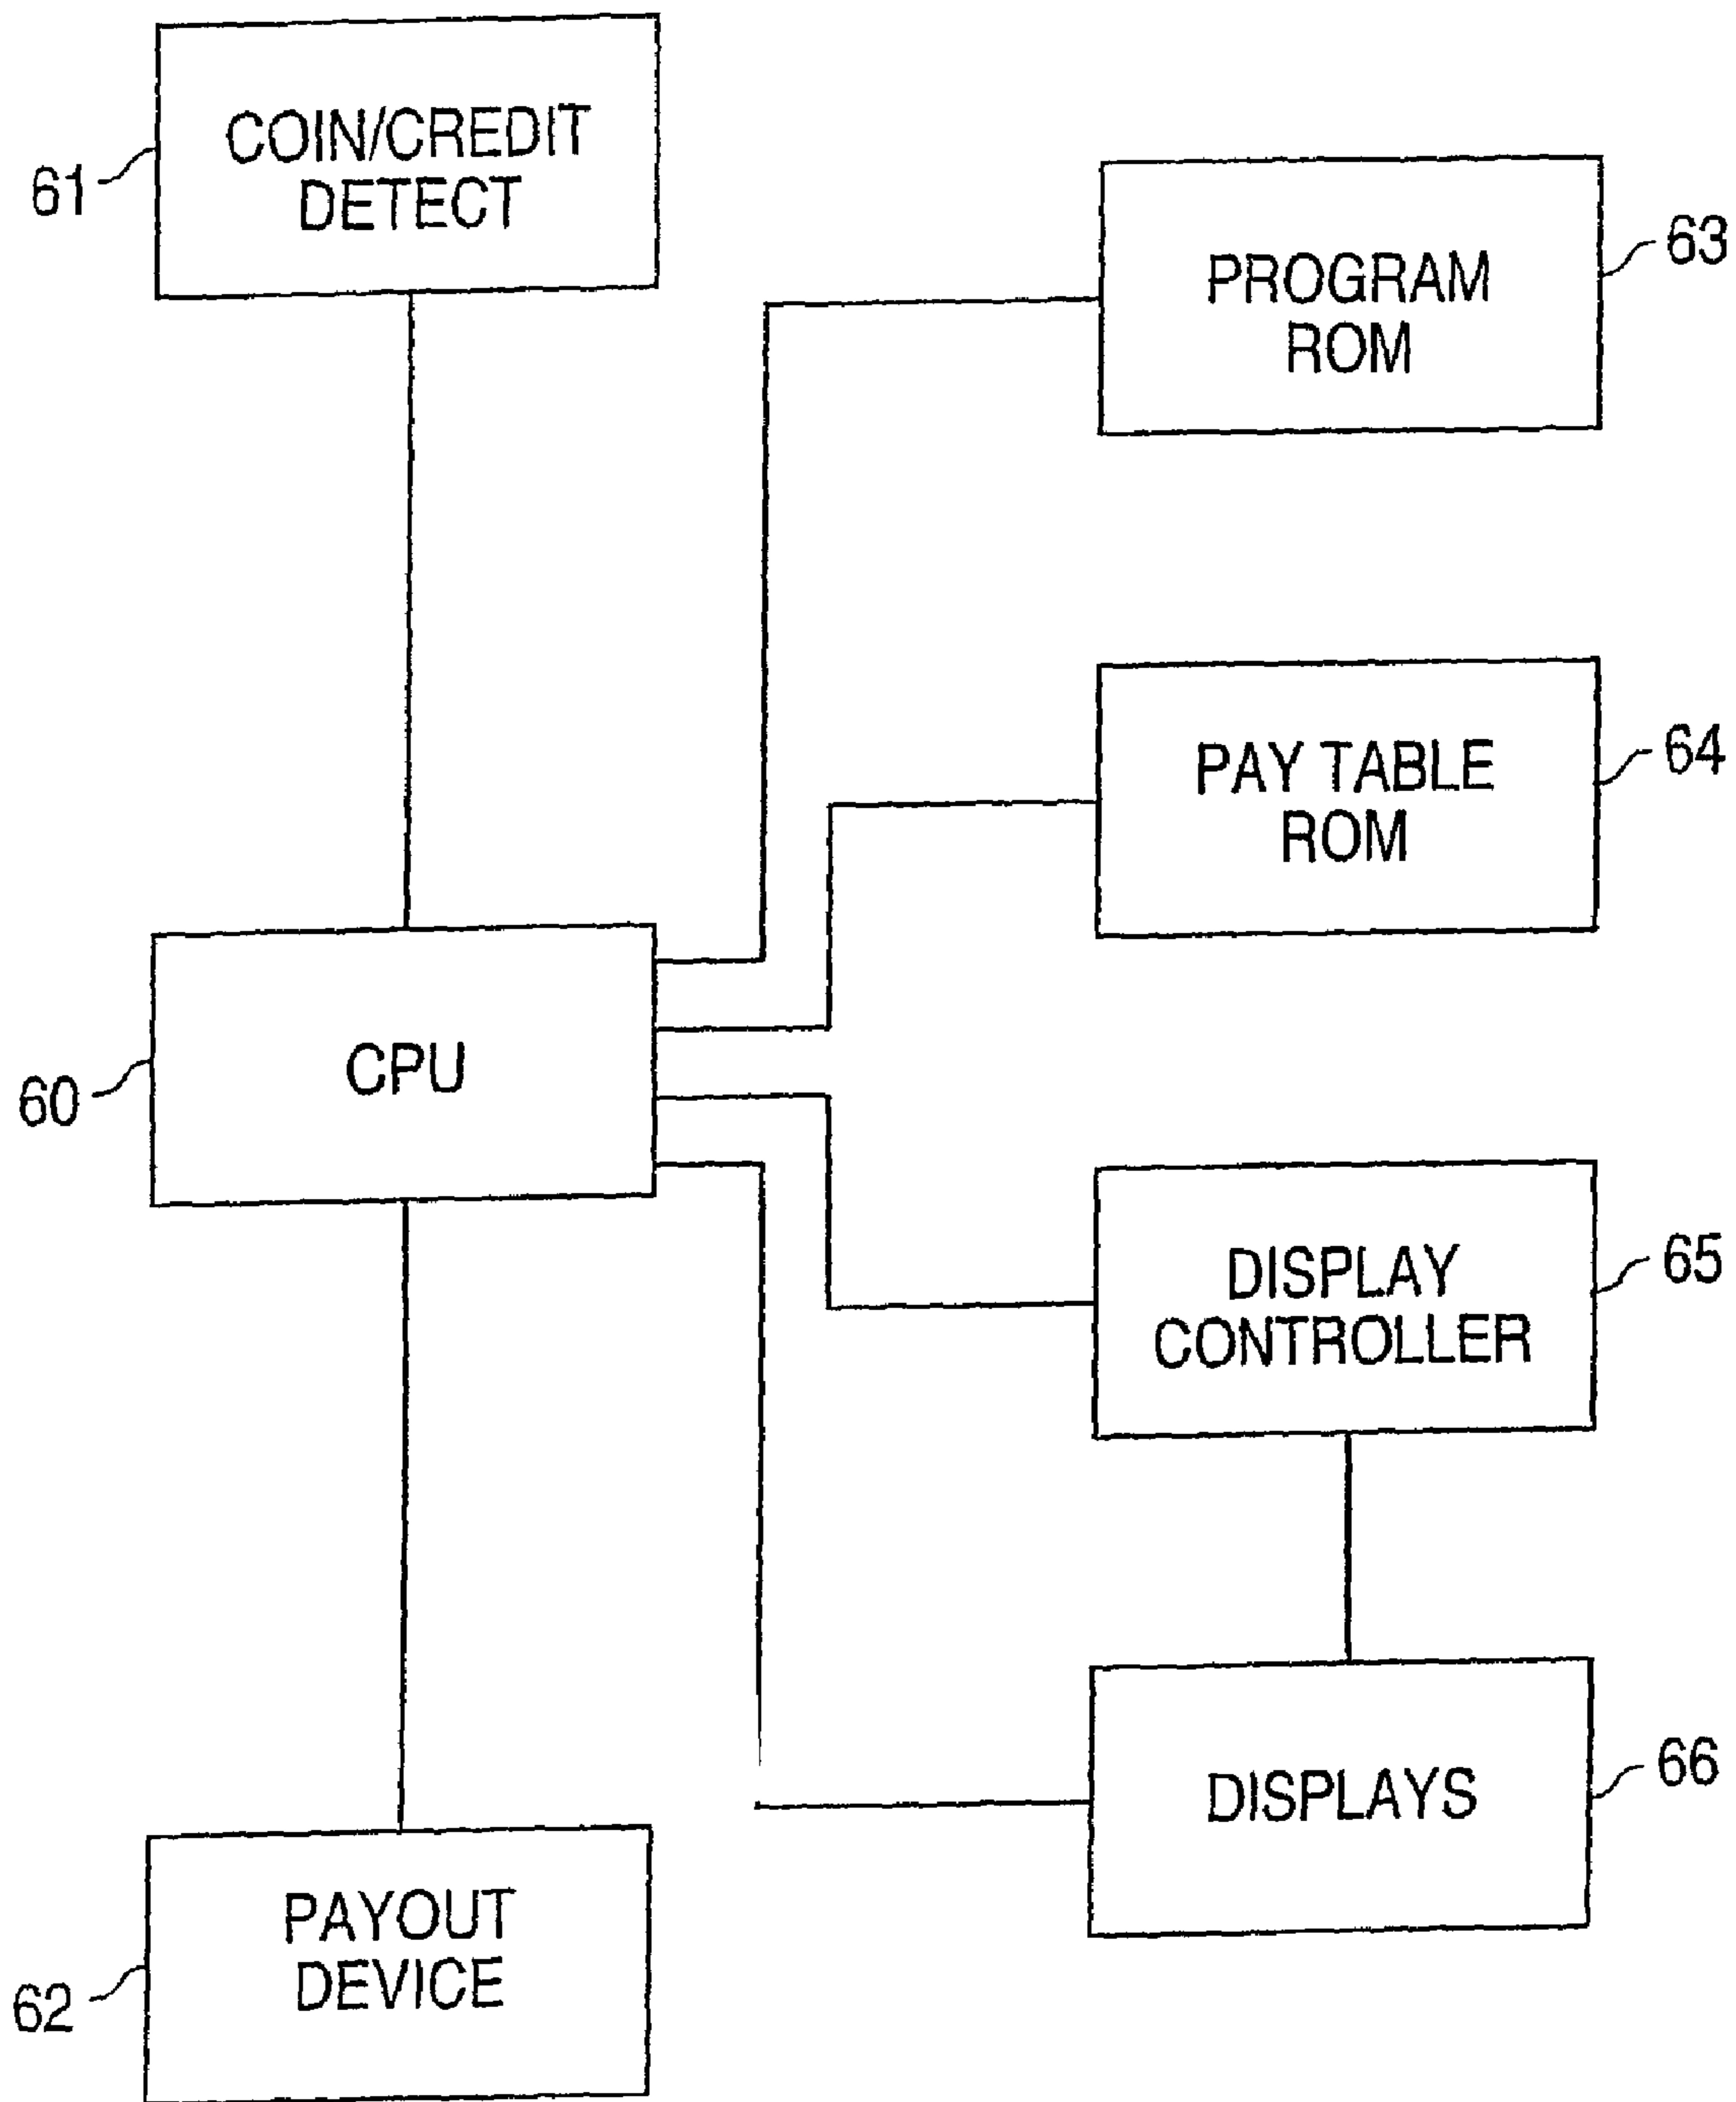 COIN/CREDIT
DETECT
61
PROGRAM
ROM
63
PAY TABLE
ROM
64
CPU
60
DISPLAY
CONTROLLER
65
DISPLAYS
66
PAYOUT
DEVICE
62